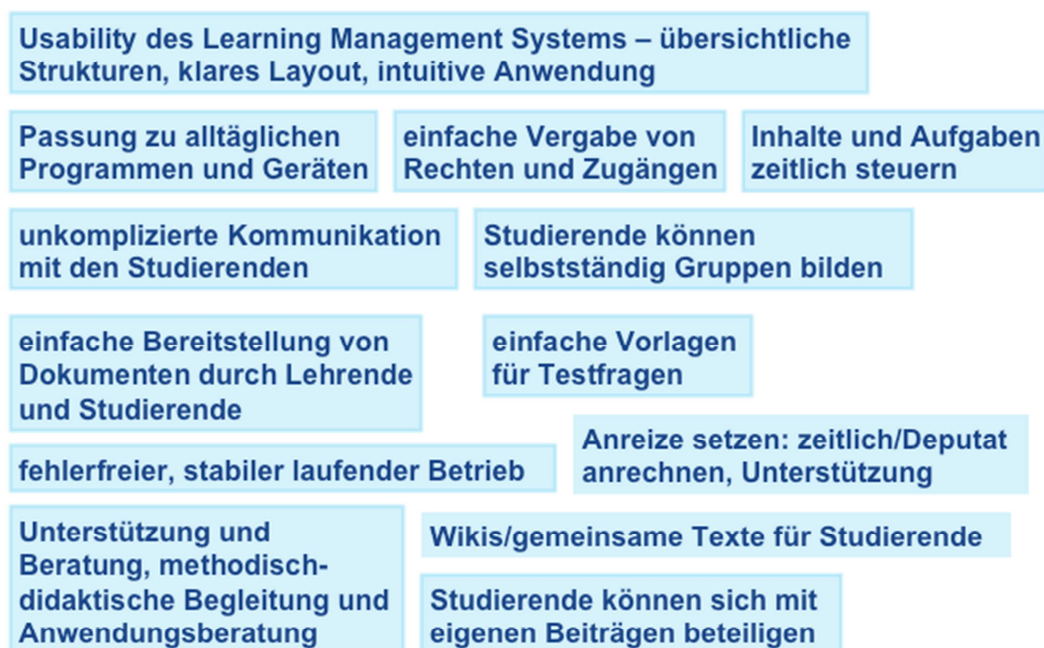 Usability des Learning Management Systems – übersichtliche
Strukturen, klares Layout, intuitive Anwendung
Passung zu alltäglichen
Programmen und Geräten
einfache Vergabe von
Rechten und Zugängen
Inhalte und Aufgaben
zeitlich steuern
unkomplizierte Kommunikation
mit den Studierenden
Studierende können
selbstständig Gruppen bilden
einfache Bereitstellung von
Dokumenten durch Lehrende
und Studierende
einfache Vorlagen
für Testfragen
Anreize setzen: zeitlich/Deputat
anrechnen, Unterstützung
fehlerfreier, stabiler laufender Betrieb
Unterstützung und
Beratung, methodisch-
didaktische Begleitung und
Anwendungsberatung
Wikis/gemeinsame Texte für Studierende
Studierende können sich mit
eigenen Beiträgen beteiligen